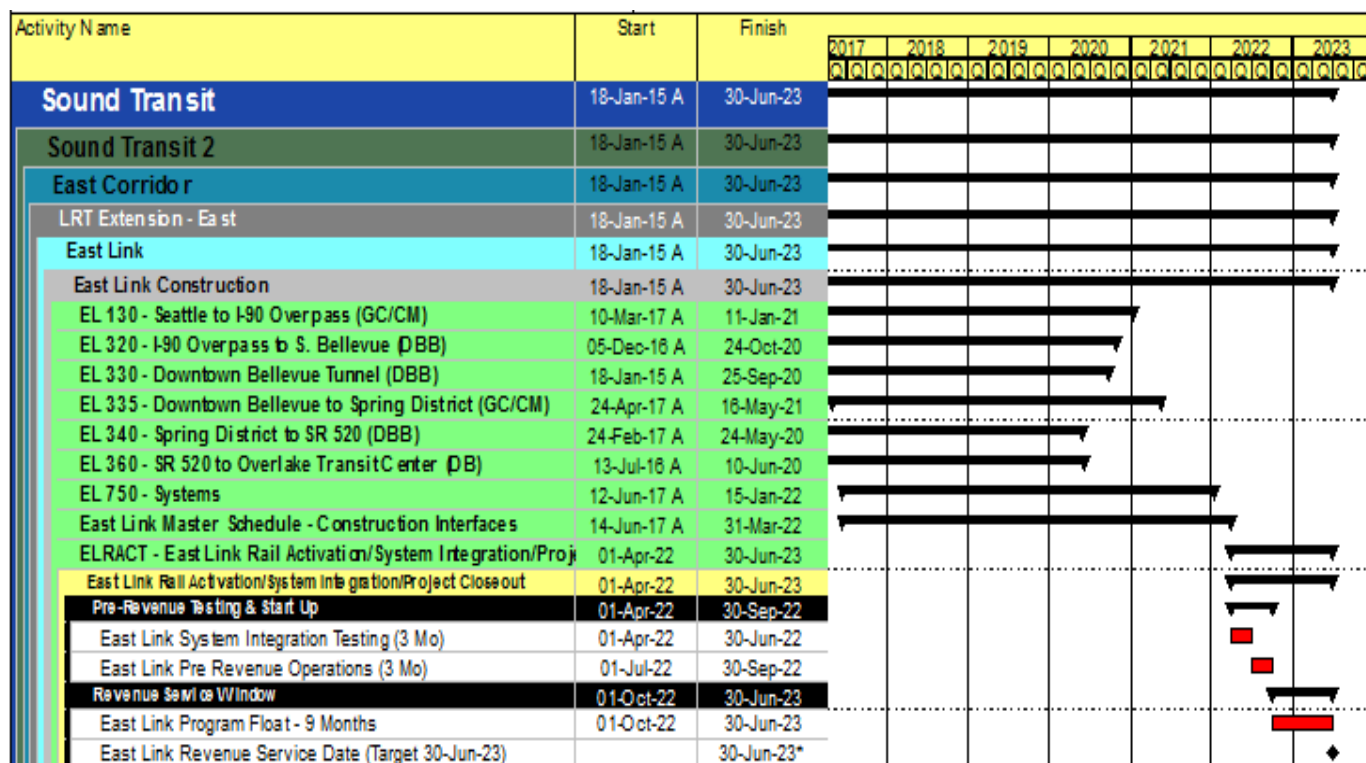 Activity Name Start Finish
2017 2018 2019 2020 2021 2022 2023
Q Q Q Q Q Q Q Q Q Q Q Q Q Q Q Q Q Q Q Q Q Q Q Q Q Q
Sound Transit 18-Jan-15 A 30-Jun-23
Sound Transit 2 18-Jan-15 A 30-Jun-23
East Corridor 18-Jan-15 A 30-Jun-23
LRT Extension - East 18-Jan-15 A 30-Jun-23
East Link 18-Jan-15 A 30-Jun-23
East Link Construction 18-Jan-15 A 30-Jun-23
EL 130 - Seattle to I-90 Overpass (GC/CM) 10-Mar-17 A 11-Jan-21
EL 320 - I-90 Overpass to S. Bellevue (DBB) 05-Dec-16 A 24-Oct-20
EL 330 - Downtown Bellevue Tunnel (DBB) 18-Jan-15 A 25-Sep-20
EL 335 - Downtown Bellevue to Spring District (GC/CM) 24-Apr-17 A 16-May-21
EL 340 - Spring District to SR 520 (DBB) 24-Feb-17 A 24-May-20
EL 360 - SR 520 to Overlake Transit Center (DB) 13-Jul-16 A 10-Jun-20
EL 750 - Systems 12-Jun-17 A 15-Jan-22
East Link Master Schedule - Construction Interfaces 14-Jun-17 A 31-Mar-22
ELRACT - East Link Rail Activation/System Integration/Proje 01-Apr-22 30-Jun-23
East Link Rail Activation/System Integration/Project Closeout 01-Apr-22 30-Jun-23
Pre-Revenue Testing & Start Up 01-Apr-22 30-Sep-22
East Link System Integration Testing (3 Mo) 01-Apr-22 30-Jun-22
East Link Pre Revenue Operations (3 Mo) 01-Jul-22 30-Sep-22
Revenue Service Window 01-Oct-22 30-Jun-23
East Link Program Float - 9 Months 01-Oct-22 30-Jun-23
East Link Revenue Service Date (Target 30-Jun-23) 30-Jun-23*